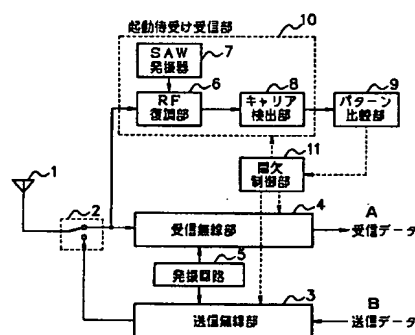 起動待受け受信部
10
SAW
発振器
7
RF
復調部
6
キャリア
検出部
8
パターン
比較部
9
間欠
制御部
11
1
2
受信無線部
4
A
受信データ
発振回路
5
送信無線部
3
B
送信データ